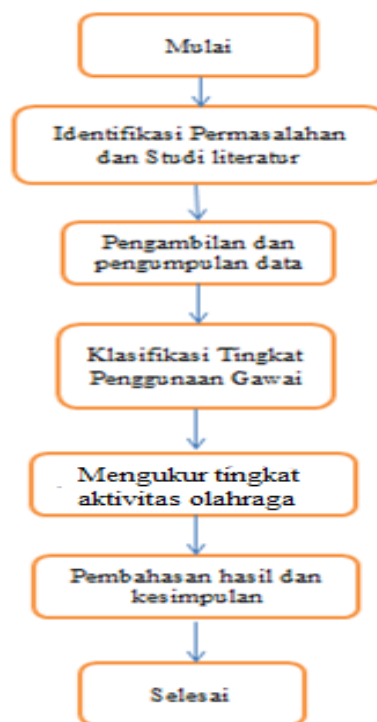 Mulai
Identifikasi Permasalahan
dan Studi literatur
Pengambilan dan
pengumpulan data
Klasifikasi Tingkat
Penggunaan Gawai
Mengukur tingkat
aktivitas olahraga
Pembahasan hasil dan
kesimpulan
Selesai